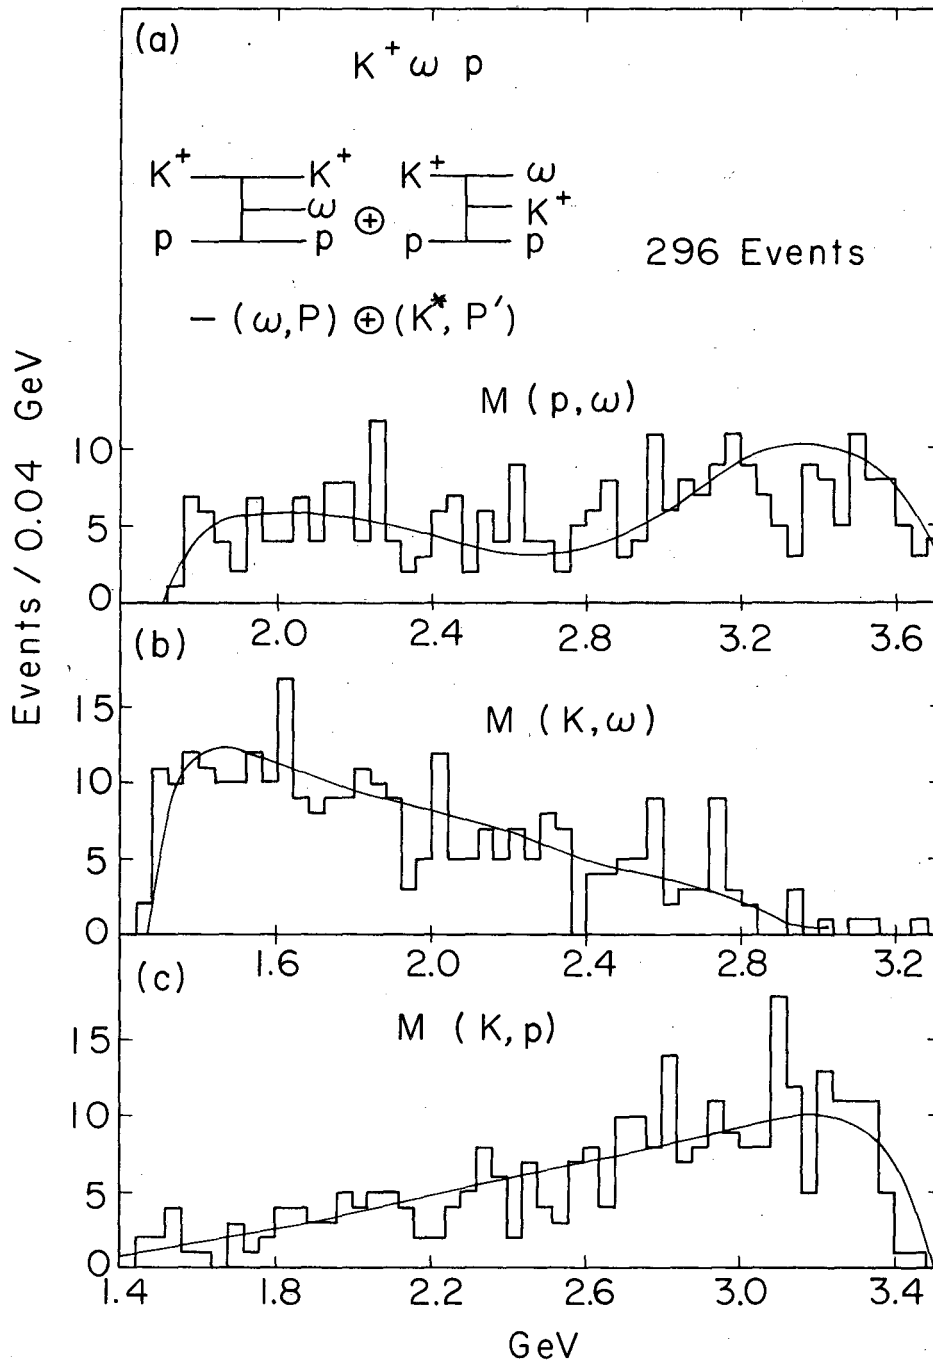 (a)
K⁺ ω p
K⁺ K⁺ K⁺ ω
ω ⊕ K⁺
p p p p
296 Events
— (ω,P) ⊕ (K*, P′)
M (p,ω)
Events / 0.04 GeV
10
5
0
2.0 2.4 2.8 3.2 3.6
(b)
M (K,ω)
15
10
5
0
1.6 2.0 2.4 2.8 3.2
(c)
M (K,p)
15
10
5
0
1.4 1.8 2.2 2.6 3.0 3.4
GeV